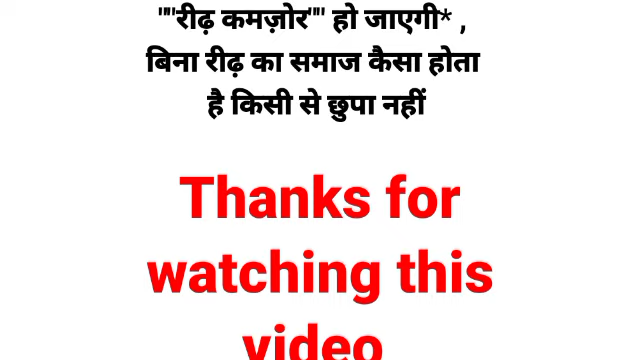 ""रीढ़ कमज़ोर"" हो जाएगी* ,
बिना रीढ़ का समाज कैसा होता
है किसी से छुपा नहीं
Thanks for
watching this
video